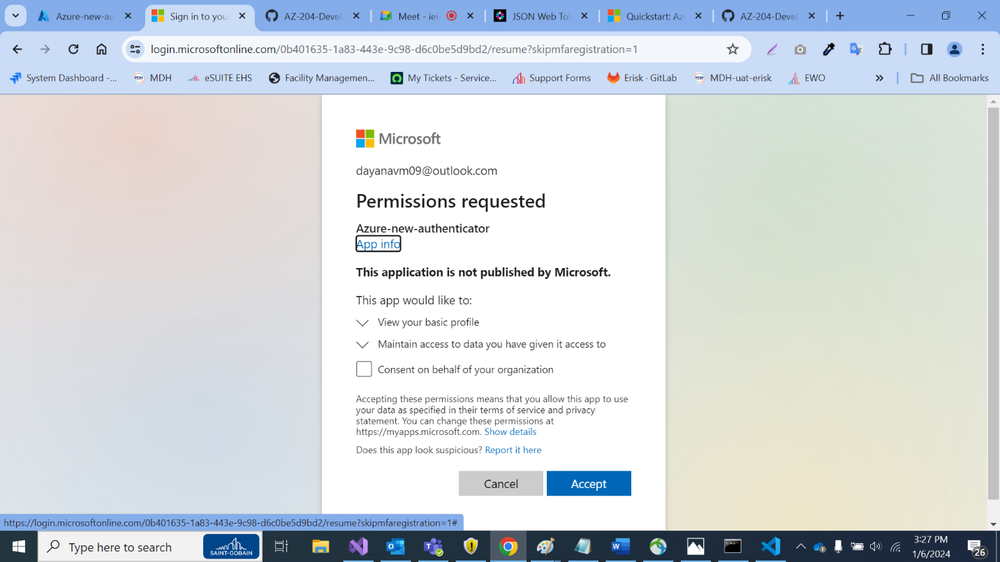 Azure-new-au
Sign in to you
AZ-204-Devel
Meet - iei-
JSON Web Tok
Quickstart: Az
AZ-204-Devel
login.microsoftonline.com/0b401635-1a83-443e-9c98-d6c0be5d9bd2/resume?skipmfaregistration=1
System Dashboard -...
MDH
eSUITE EHS
Facility Managemen...
My Tickets - Service...
Support Forms
Erisk · GitLab
MDH-uat-erisk
EWO
»
All Bookmarks
Microsoft
dayanavm09@outlook.com
Permissions requested
Azure-new-authenticator
App info
This application is not published by Microsoft.
This app would like to:
View your basic profile
Maintain access to data you have given it access to
Consent on behalf of your organization
Accepting these permissions means that you allow this app to use
your data as specified in their terms of service and privacy
statement. You can change these permissions at
https://myapps.microsoft.com. Show details
Does this app look suspicious? Report it here
Cancel
Accept
https://login.microsoftonline.com/0b401635-1a83-443e-9c98-d6c0be5d9bd2/resume?skipmfaregistration=1#
Type here to search
SAINT-GOBAIN
3:27 PM
1/6/2024
26